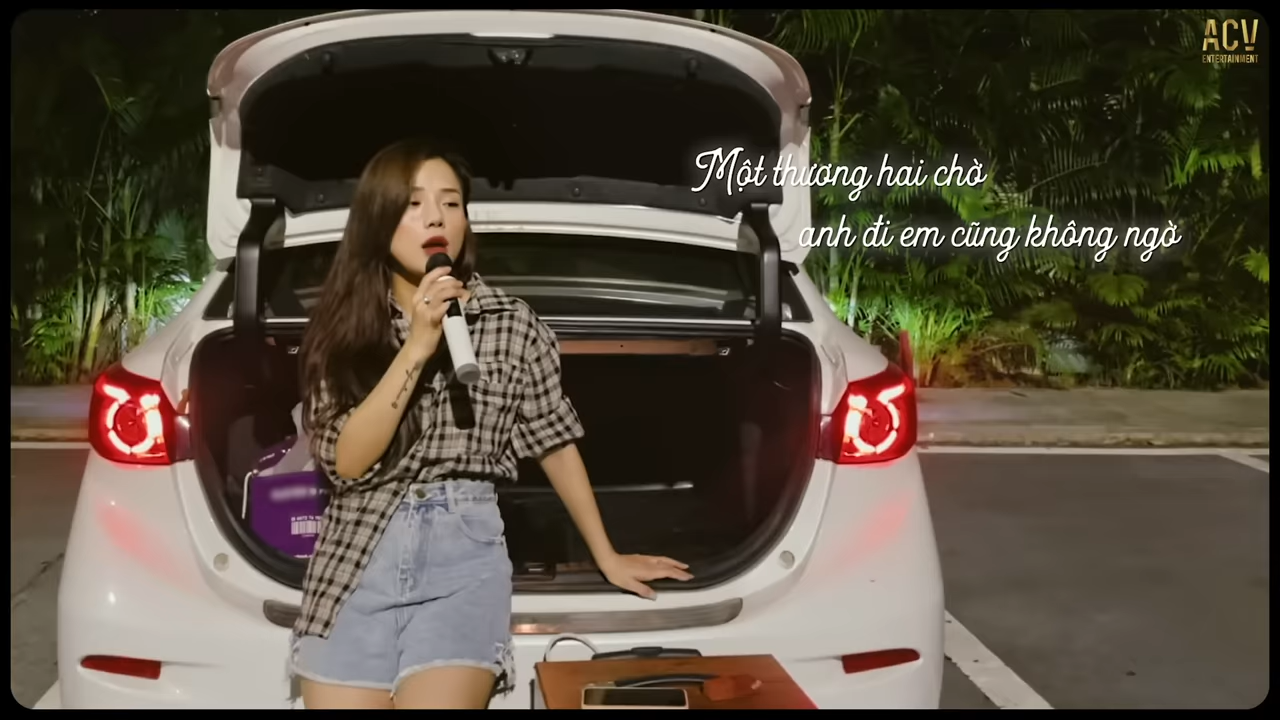 ACV
ENTERTAINMENT
Một thương hai chờ
anh đi em cũng không ngờ